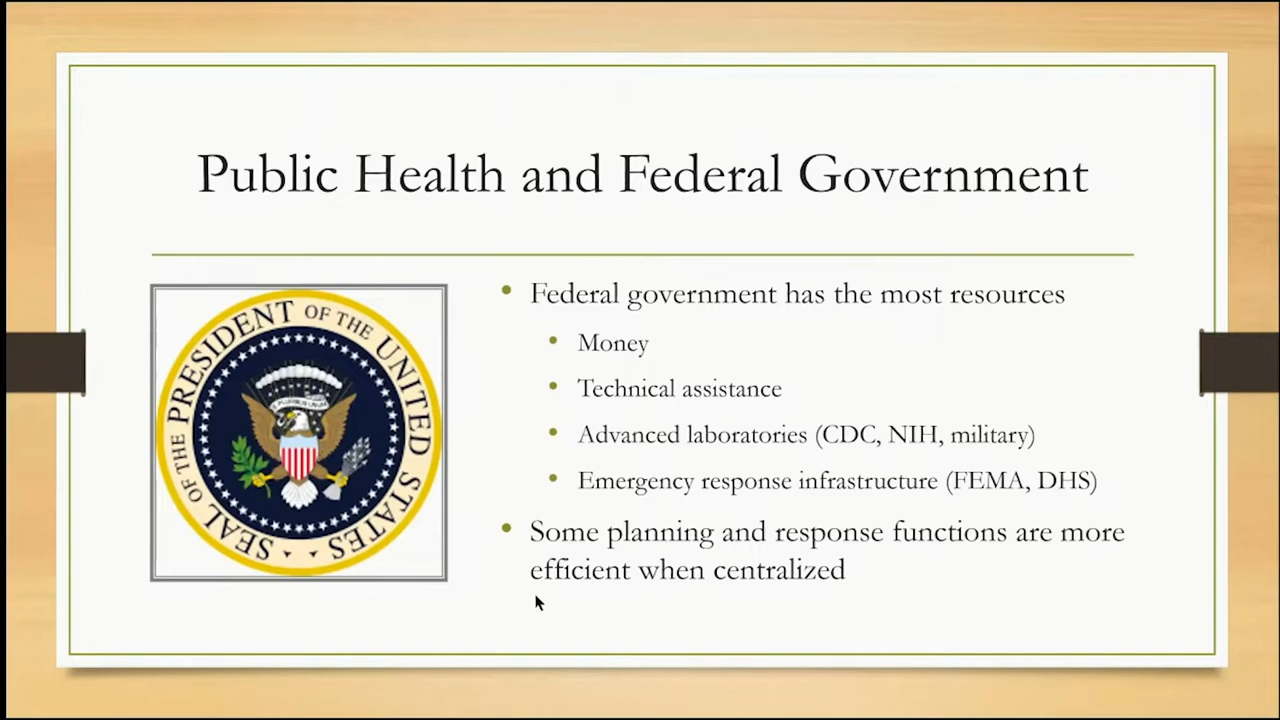 Public Health and Federal Government
SEAL OF THE PRESIDENT OF THE UNITED STATES
E PLURIBUS UNUM
• Federal government has the most resources
• Money
• Technical assistance
• Advanced laboratories (CDC, NIH, military)
• Emergency response infrastructure (FEMA, DHS)
• Some planning and response functions are more
efficient when centralized